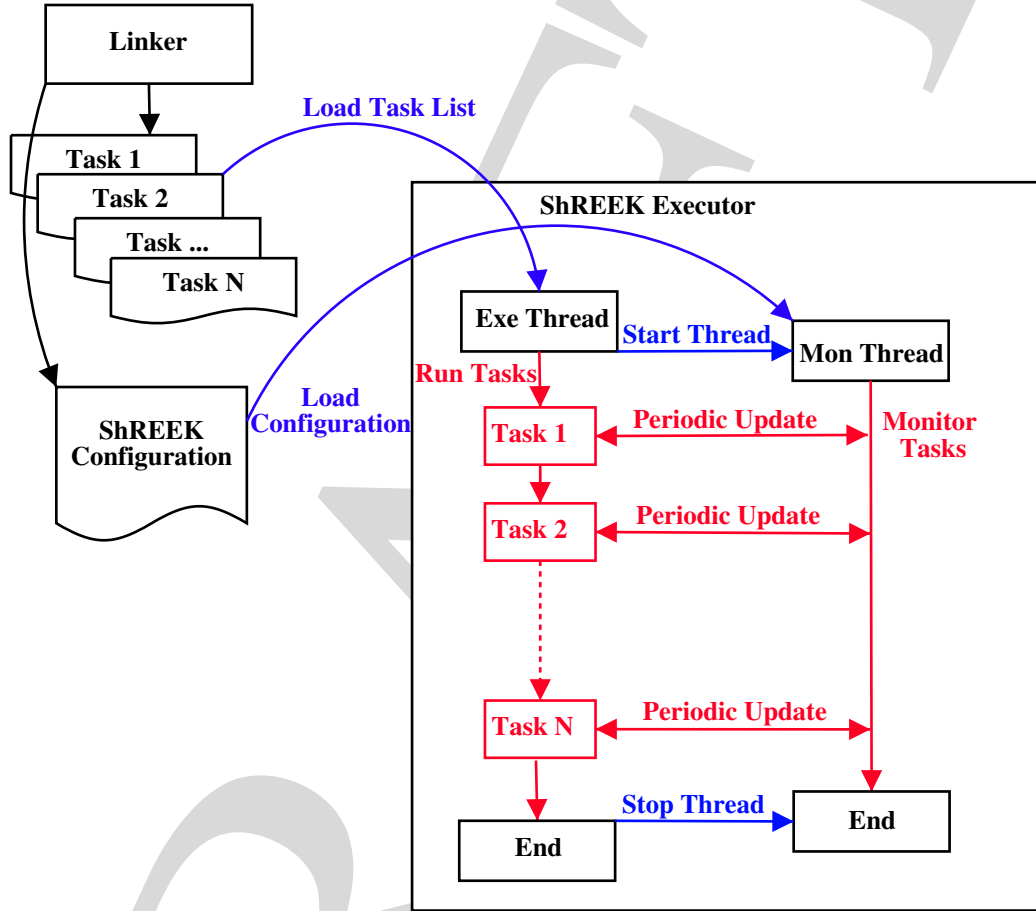 Linker
Load Task List
Task 1
Task 2
Task ...
Task N
ShREEK Executor
Exe Thread
Start Thread
Mon Thread
Run Tasks
Load
Configuration
ShREEK
Configuration
Task 1
Periodic Update
Monitor
Tasks
Task 2
Periodic Update
Task N
Periodic Update
Stop Thread
End
End